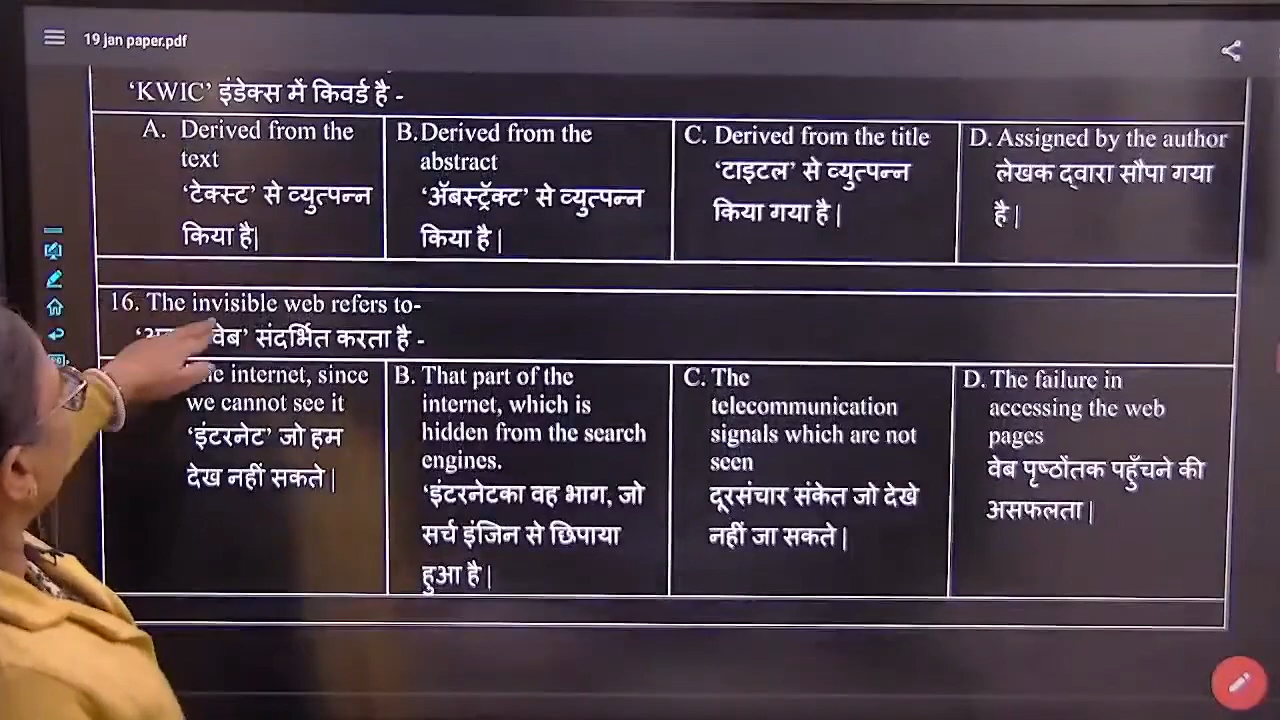 19 jan paper.pdf
‘KWIC’ इंडेक्स में किवर्ड है -
A. Derived from the
text
‘टेक्स्ट’ से व्युत्पन्न
किया है|
B. Derived from the
abstract
‘ॲबस्ट्रॅक्ट’ से व्युत्पन्न
किया है |
C. Derived from the title
‘टाइटल’ से व्युत्पन्न
किया गया है |
D. Assigned by the author
लेखक द्वारा सौपा गया
है |
16. The invisible web refers to-
वेब’ संदर्भित करता है -
internet, since
we cannot see it
‘इंटरनेट’ जो हम
देख नहीं सकते |
B. That part of the
internet, which is
hidden from the search
engines.
‘इंटरनेटका वह भाग, जो
सर्च इंजिन से छिपाया
हुआ है |
C. The
telecommunication
signals which are not
seen
दूरसंचार संकेत जो देखे
नहीं जा सकते |
D. The failure in
accessing the web
pages
वेब पृष्ठोंतक पहुँचने की
असफलता |